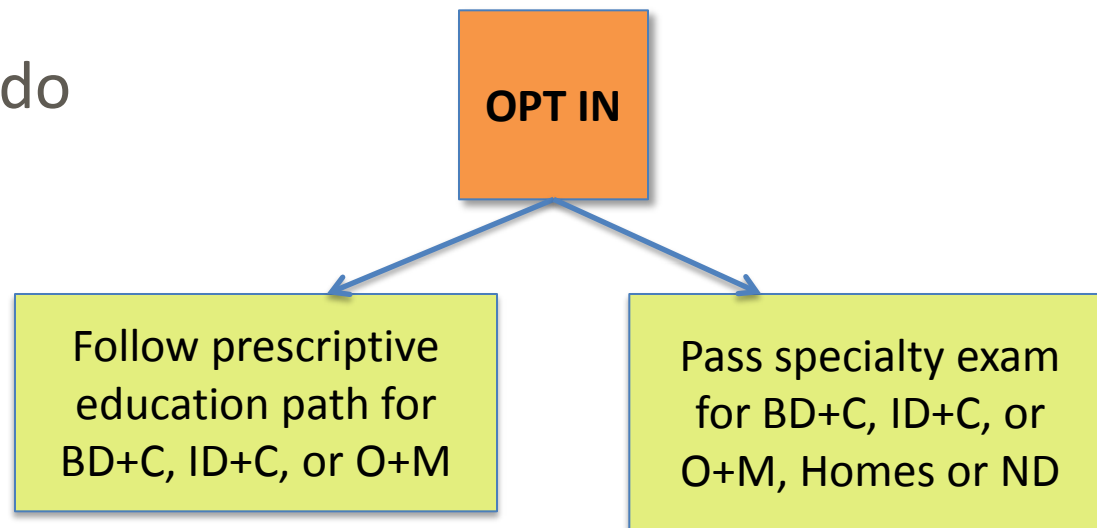 do
OPT IN
Follow prescriptive
education path for
BD+C, ID+C, or O+M
Pass specialty exam
for BD+C, ID+C, or
O+M, Homes or ND